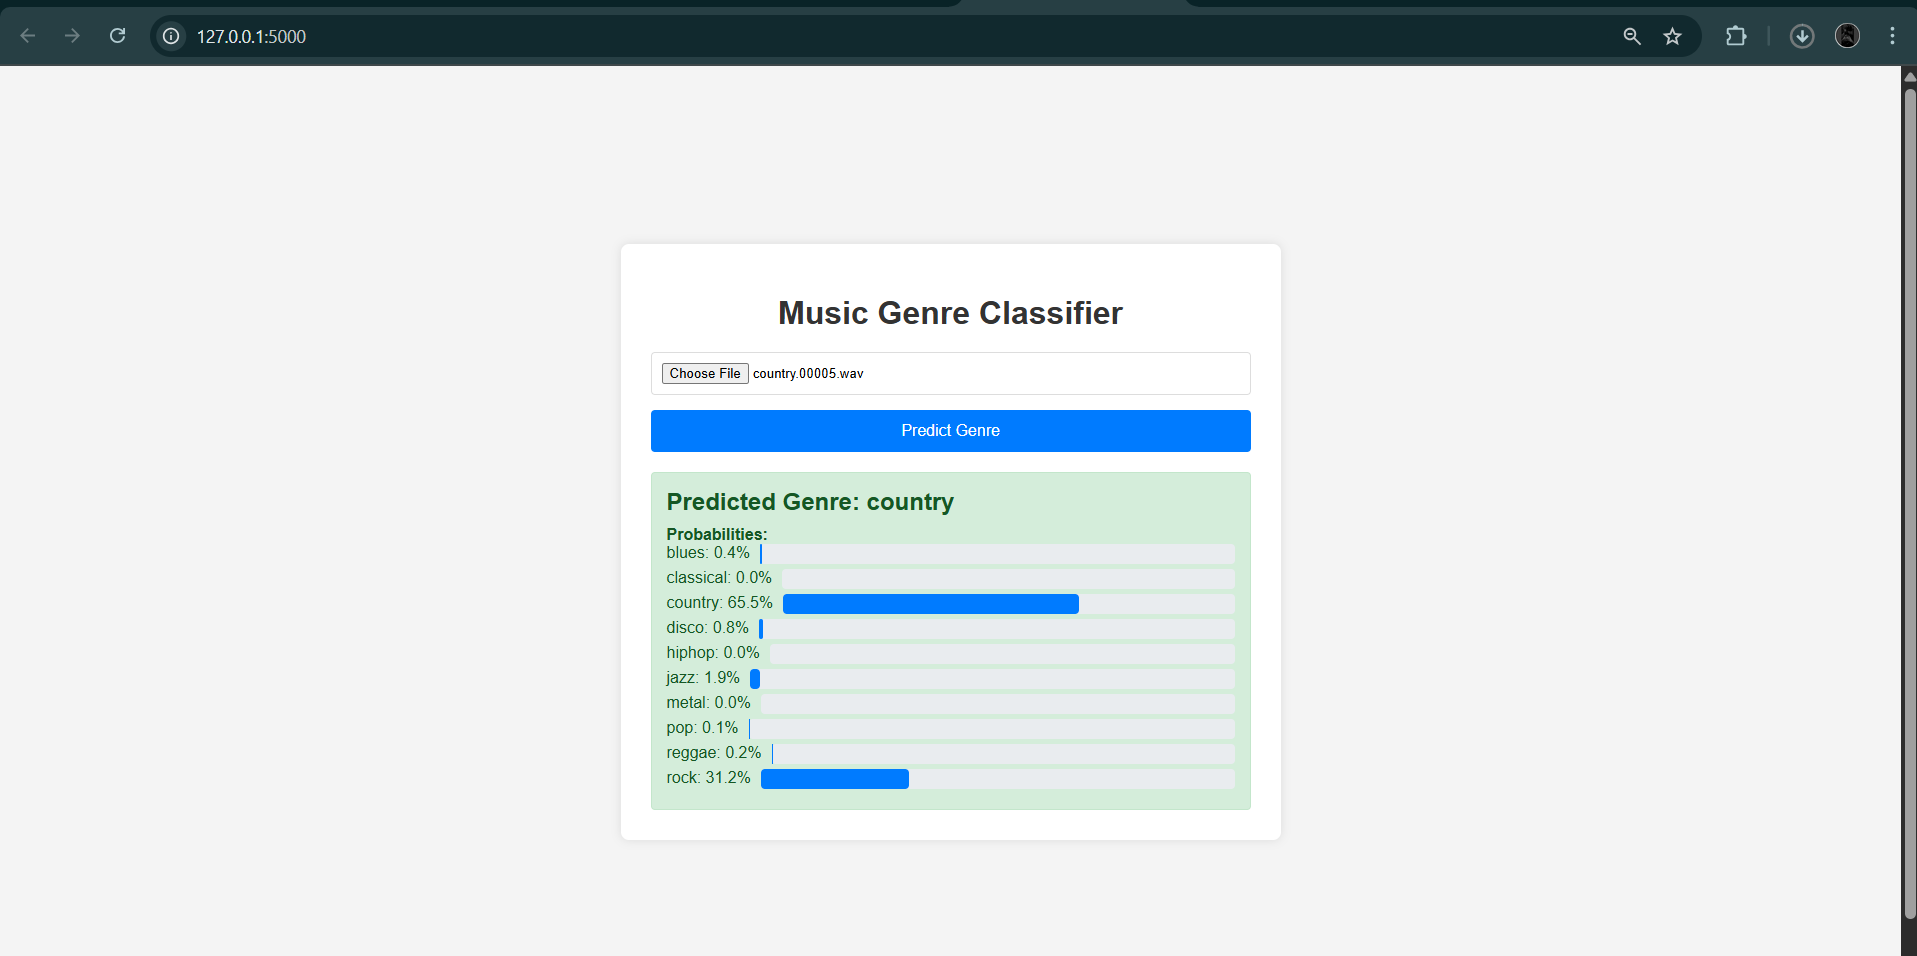 127.0.0.1:5000
Music Genre Classifier
Choose File country.00005.wav
Predict Genre
Predicted Genre: country
Probabilities:
blues: 0.4%
classical: 0.0%
country: 65.5%
disco: 0.8%
hiphop: 0.0%
jazz: 1.9%
metal: 0.0%
pop: 0.1%
reggae: 0.2%
rock: 31.2%